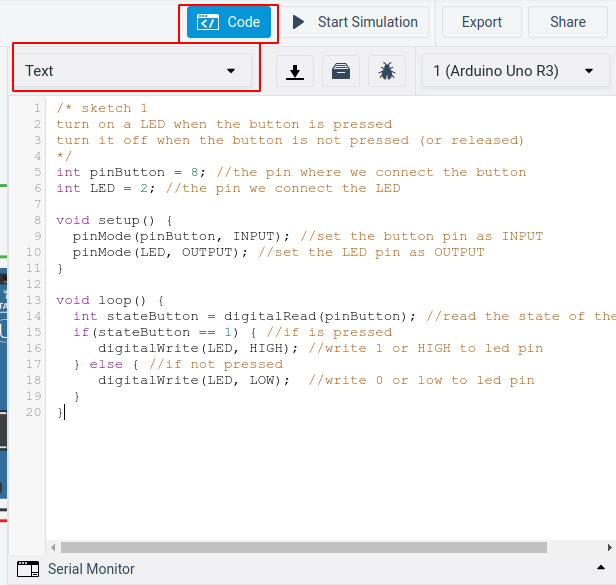 Code
Start Simulation
Export
Share
Text
1 (Arduino Uno R3)
1 /* sketch 1
2 turn on a LED when the button is pressed
3 turn it off when the button is not pressed (or released)
4 */
5 int pinButton = 8; //the pin where we connect the button
6 int LED = 2; //the pin we connect the LED
7
8 void setup() {
9   pinMode(pinButton, INPUT); //set the button pin as INPUT
10   pinMode(LED, OUTPUT); //set the LED pin as OUTPUT
11 }
12
13 void loop() {
14   int stateButton = digitalRead(pinButton); //read the state of the
15   if(stateButton == 1) { //if is pressed
16      digitalWrite(LED, HIGH); //write 1 or HIGH to led pin
17   } else { //if not pressed
18      digitalWrite(LED, LOW);  //write 0 or low to led pin
19   }
20 }
Serial Monitor